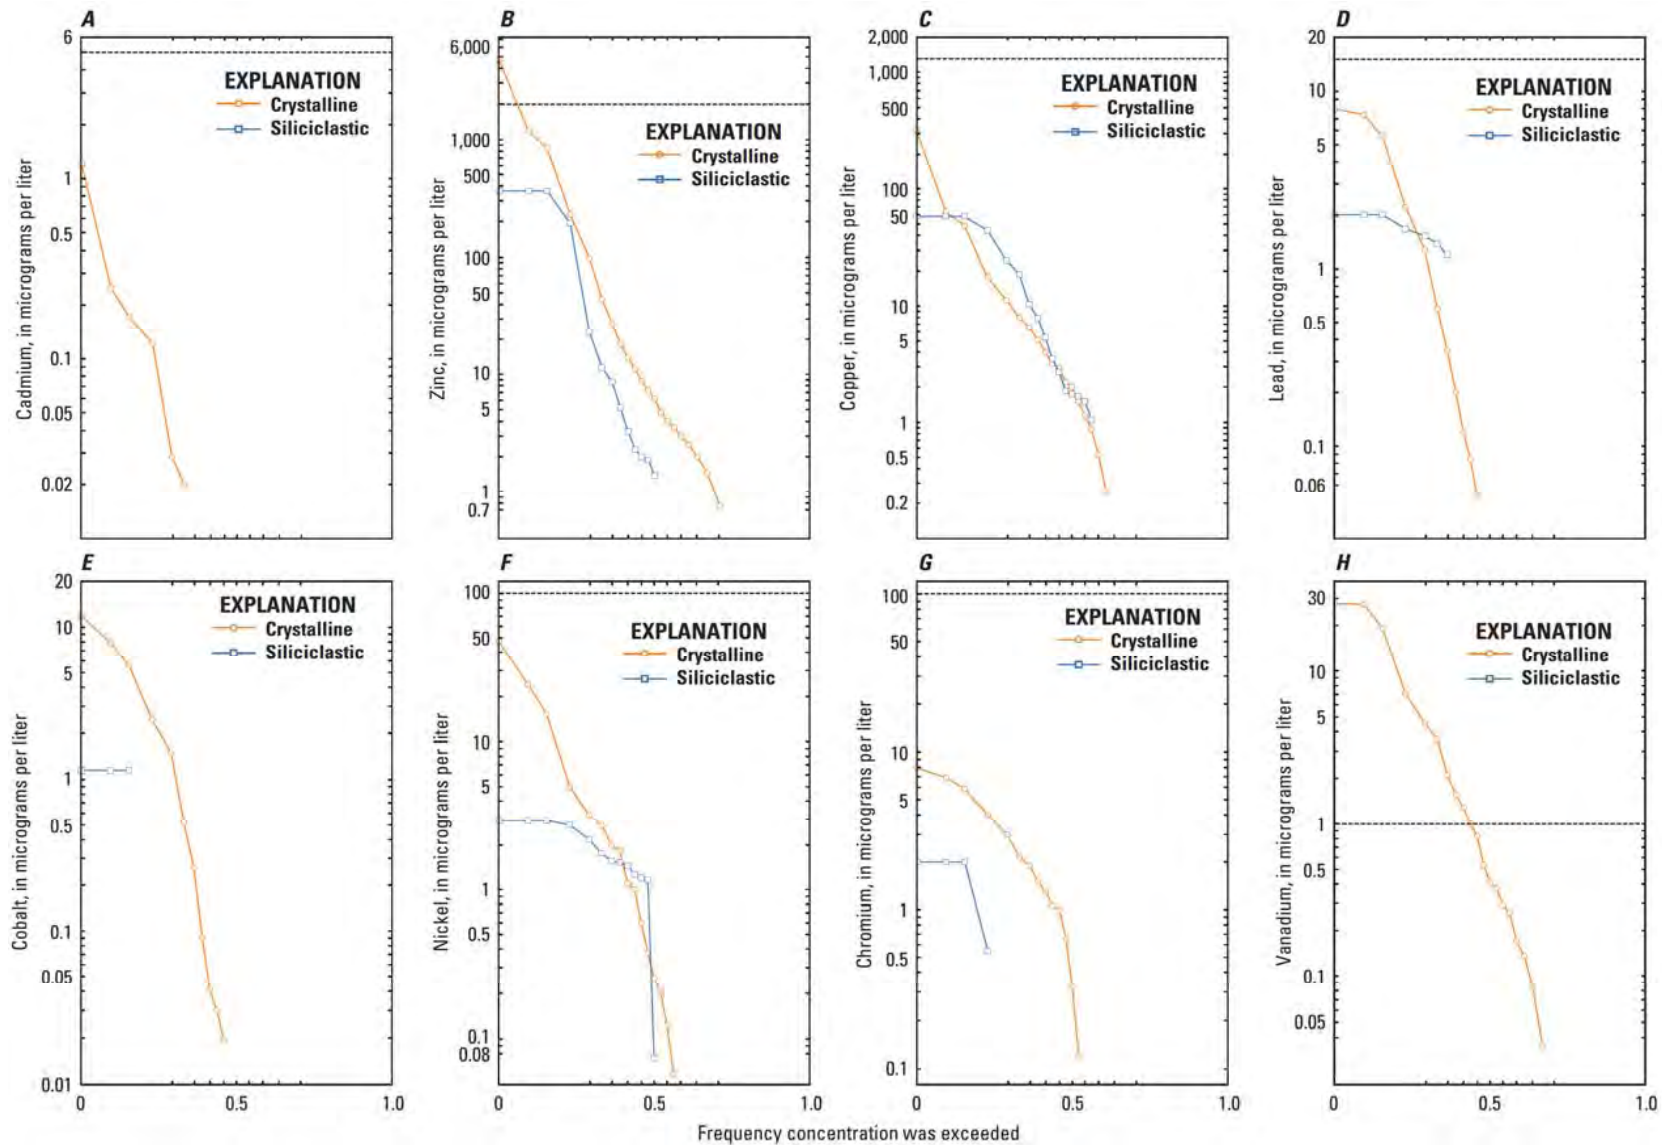 A
6
1
0.5
0.1
0.05
0.02
Cadmium, in micrograms per liter
EXPLANATION
Crystalline
Siliciclastic
0
0.5
1.0
B
6,000
1,000
500
100
50
10
5
1
0.7
Zinc, in micrograms per liter
EXPLANATION
Crystalline
Siliciclastic
0
0.5
1.0
C
2,000
1,000
500
100
50
10
5
1
0.5
0.2
Copper, in micrograms per liter
EXPLANATION
Crystalline
Siliciclastic
D
20
10
5
1
0.5
0.1
0.06
Lead, in micrograms per liter
EXPLANATION
Crystalline
Siliciclastic
E
20
10
5
1
0.5
0.1
0.05
0.01
Cobalt, in micrograms per liter
EXPLANATION
Crystalline
Siliciclastic
F
100
50
10
5
1
0.5
0.1
0.08
Nickel, in micrograms per liter
EXPLANATION
Crystalline
Siliciclastic
G
100
50
10
5
1
0.5
0.1
Chromium, in micrograms per liter
EXPLANATION
Crystalline
Siliciclastic
0
0.5
1.0
H
30
10
5
1
0.5
0.1
0.05
Vanadium, in micrograms per liter
EXPLANATION
Crystalline
Siliciclastic
0
0.5
1.0
Frequency concentration was exceeded